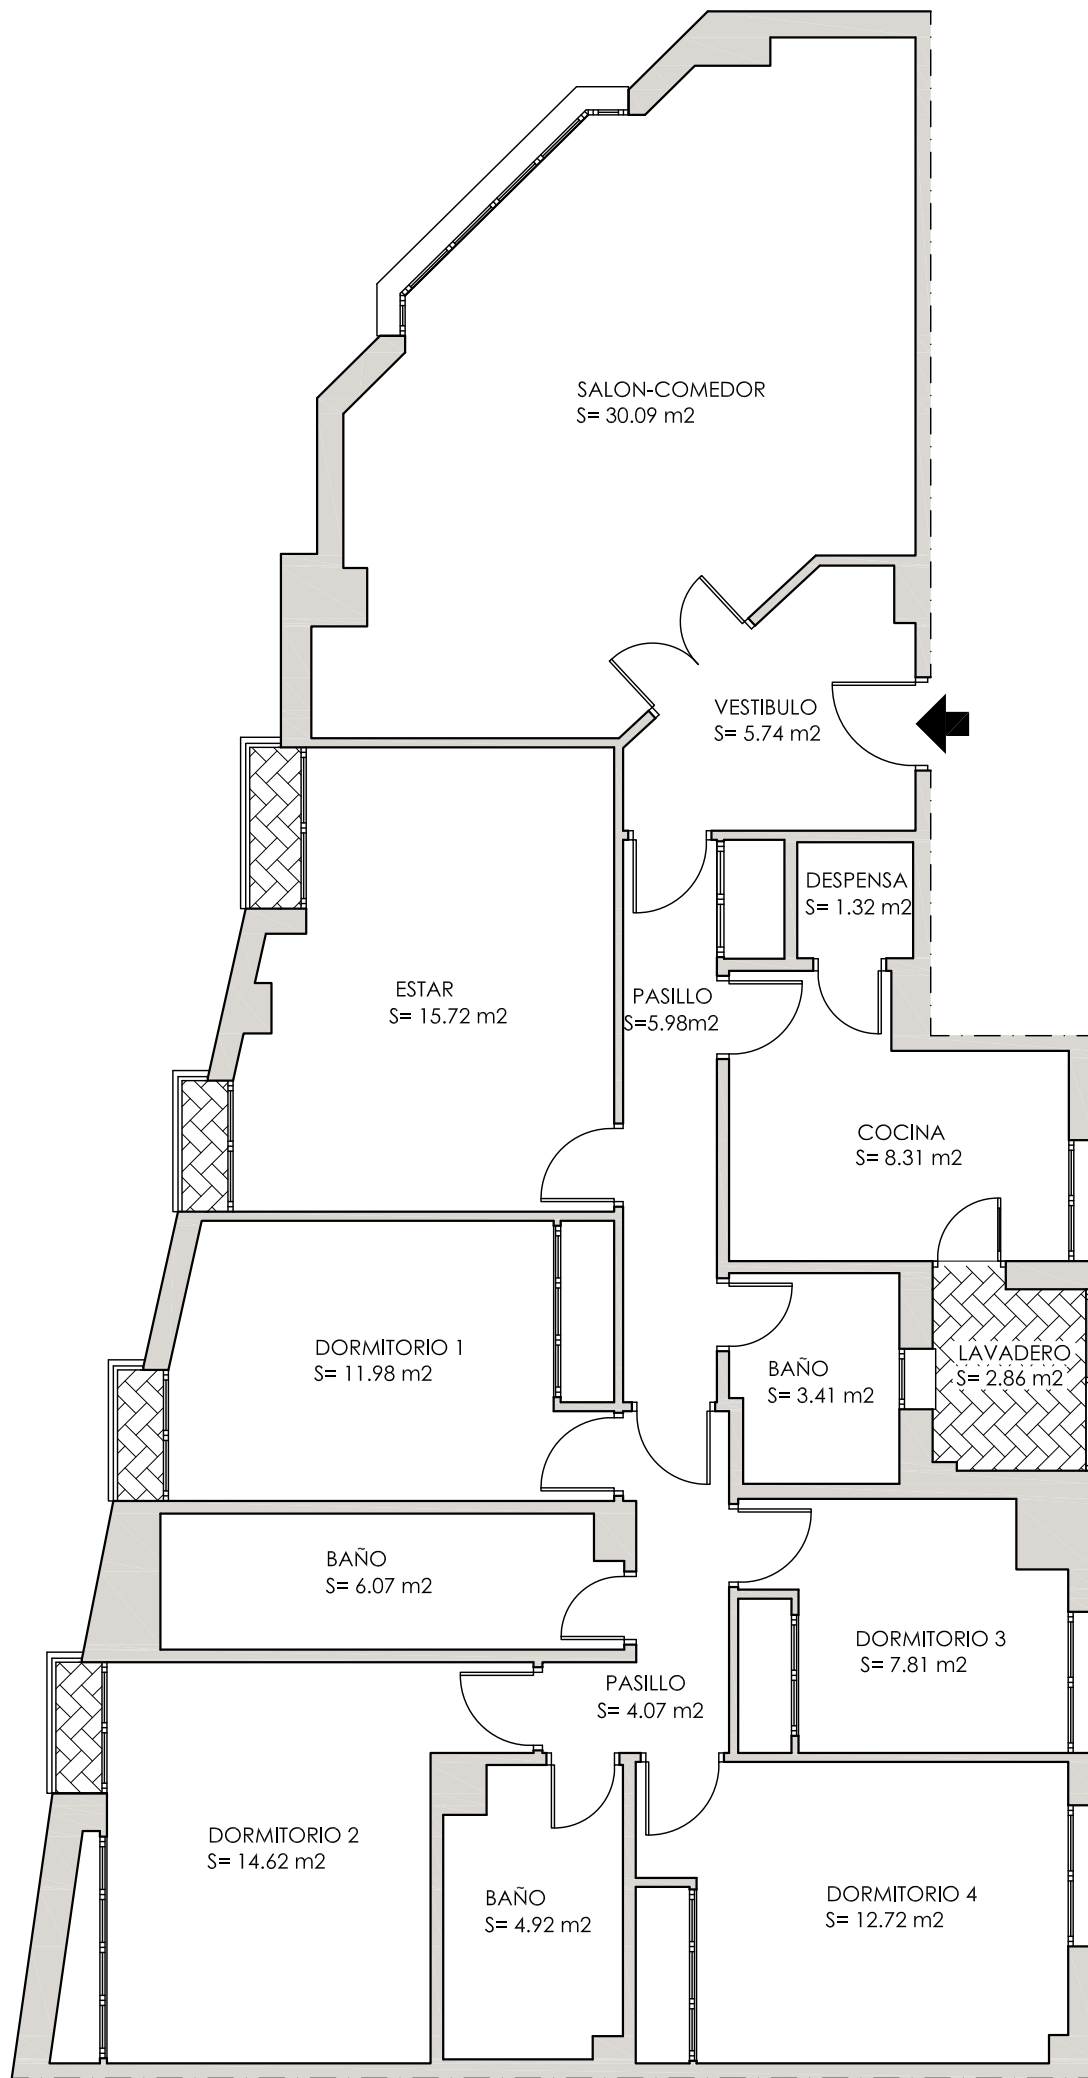 SALON-COMEDOR
S= 30.09 m2
VESTIBULO
S= 5.74 m2
DESPENSA
S= 1.32 m2
ESTAR
S= 15.72 m2
PASILLO
S=5.98m2
COCINA
S= 8.31 m2
DORMITORIO 1
S= 11.98 m2
BAÑO
S= 3.41 m2
LAVADERO
S= 2.86 m2
BAÑO
S= 6.07 m2
DORMITORIO 3
S= 7.81 m2
PASILLO
S= 4.07 m2
DORMITORIO 2
S= 14.62 m2
BAÑO
S= 4.92 m2
DORMITORIO 4
S= 12.72 m2